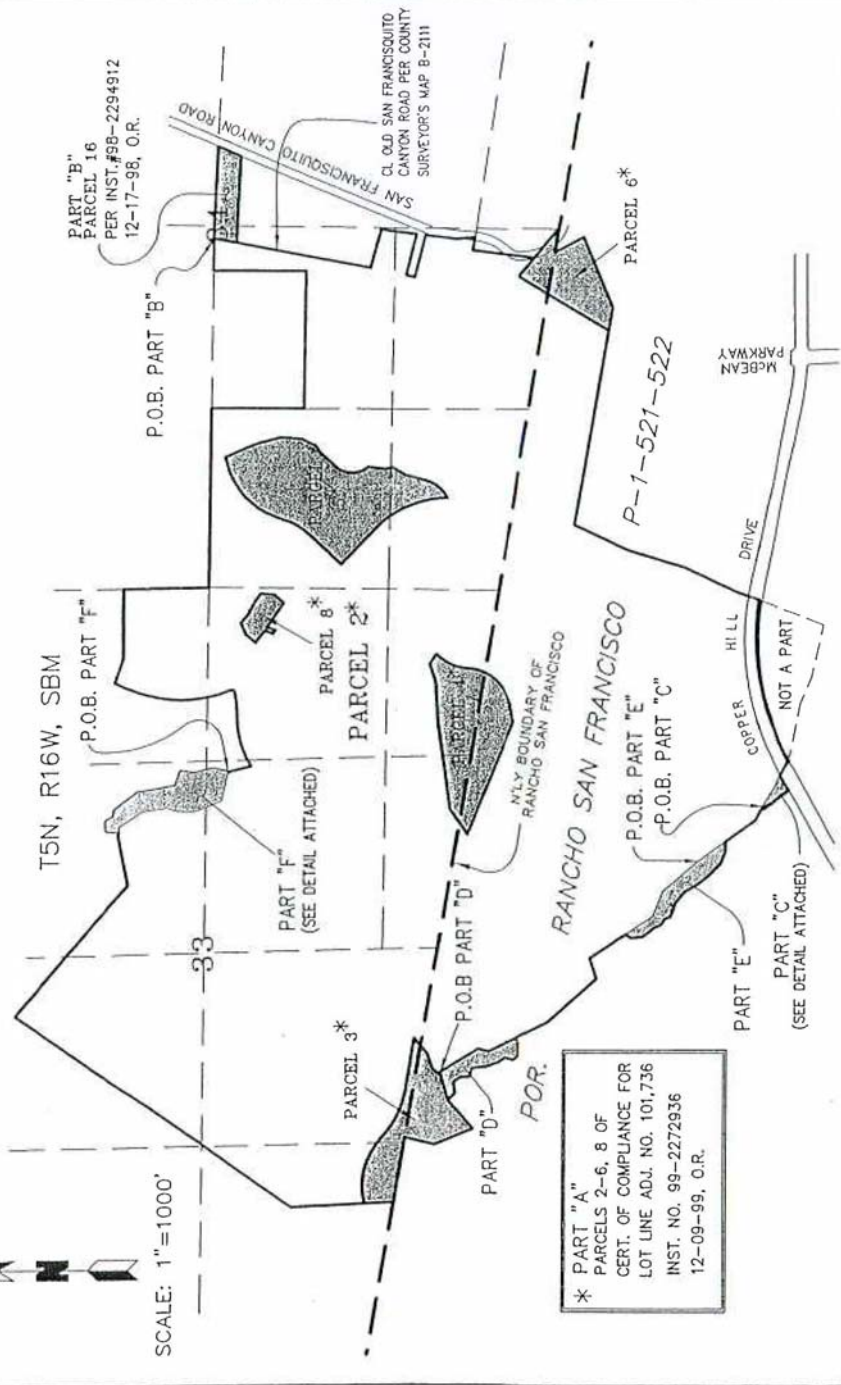 T5N, R16W, SBM
SCALE: 1"=1000'
PART "B"
PARCEL 16
PER INST.#98-2294912
12-17-98, O.R.
P.O.B. PART "B"
SAN FRANCISQUITO CANYON ROAD
CL OLD SAN FRANCISQUITO
CANYON ROAD PER COUNTY
SURVEYOR'S MAP B-2111
P.O.B. PART "F"
PART "F"
(SEE DETAIL ATTACHED)
33
PARCEL 8*
PARCEL 2*
PARCEL
PARCEL 4*
PARCEL 6*
N'LY BOUNDARY OF
RANCHO SAN FRANCISCO
PARCEL 3*
P.O.B PART "D"
PART "D"
POR.
RANCHO SAN FRANCISCO
P-1-521-522
McBEAN
PARKWAY
COPPER HILL DRIVE
NOT A PART
P.O.B. PART "E"
P.O.B. PART "C"
PART "E"
PART "C"
(SEE DETAIL ATTACHED)
* PART "A"
PARCELS 2-6, 8 OF
CERT. OF COMPLIANCE FOR
LOT LINE ADJ. NO. 101,736
INST. NO. 99-2272936
12-09-99, O.R.